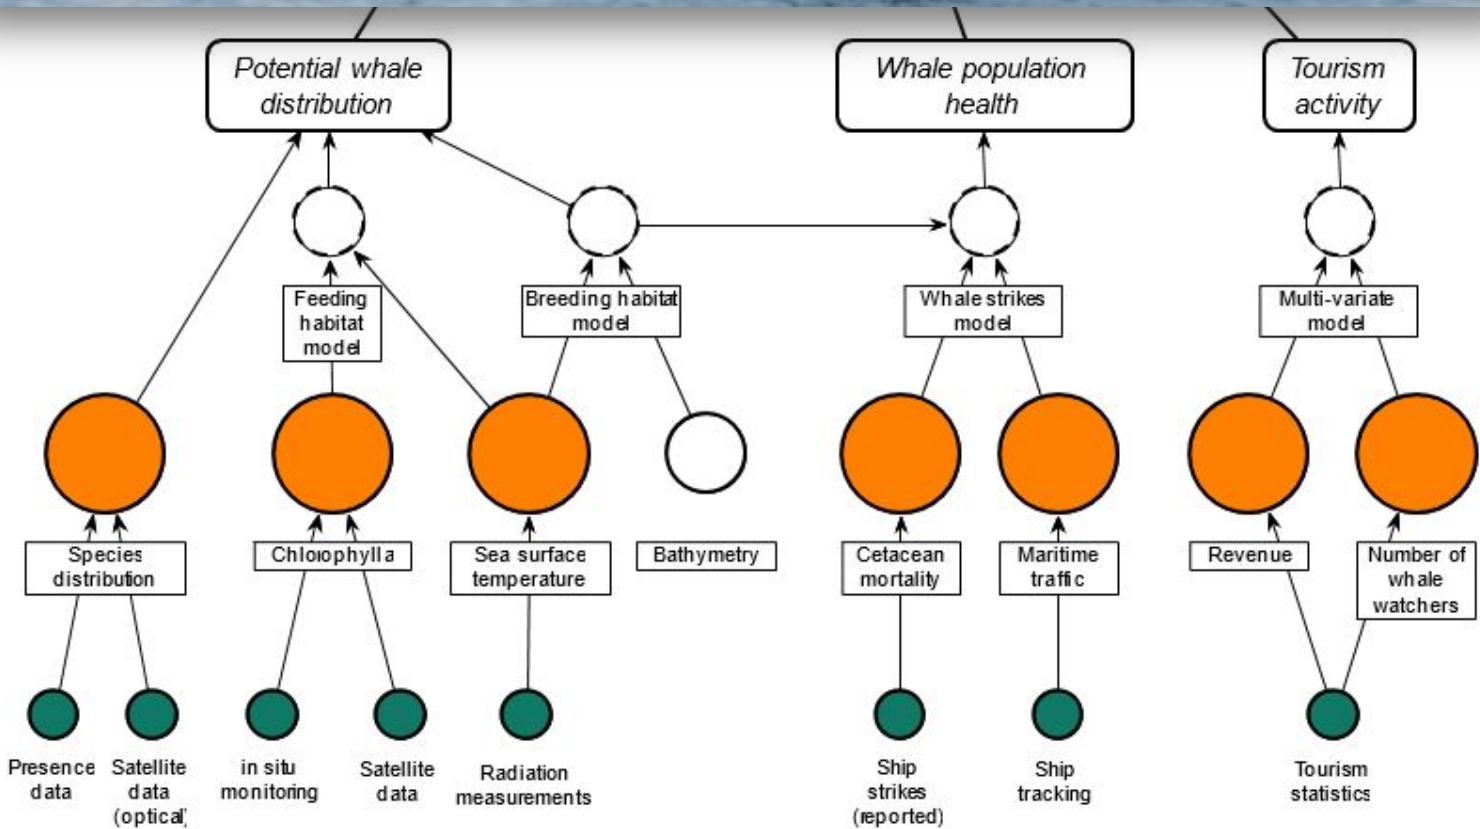 Potential whale
distribution
Whale population
health
Tourism
activity
Feeding
habitat
model
Breeding habitat
model
Whale strikes
model
Multi-variate
model
Species
distribution
Chlorophyll a
Sea surface
temperature
Bathymetry
Cetacean
mortality
Maritime
traffic
Revenue
Number of
whale
watchers
Presence
data
Satellite
data
(optical)
in situ
monitoring
Satellite
data
Radiation
measurements
Ship
strikes
(reported)
Ship
tracking
Tourism
statistics